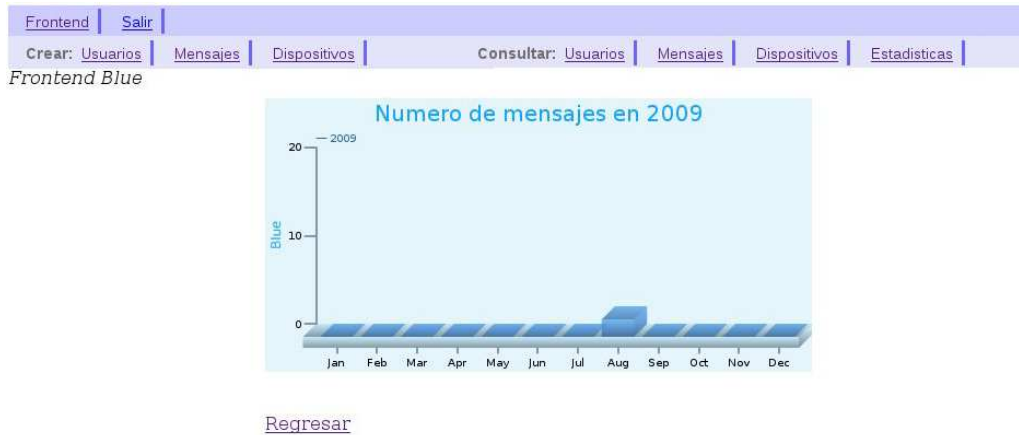 Frontend Salir
Crear: Usuarios Mensajes Dispositivos Consultar: Usuarios Mensajes Dispositivos Estadisticas
Frontend Blue
Numero de mensajes en 2009
2009
20
10
0
Blue
Jan Feb Mar Apr May Jun Jul Aug Sep Oct Nov Dec
Regresar